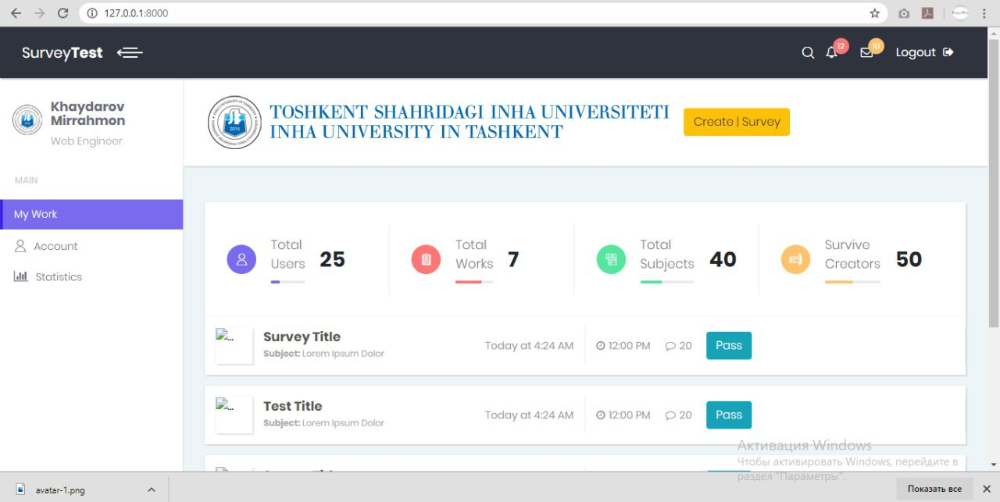 127.0.0.1:8000
SurveyTest
12
10
Logout
Khaydarov
Mirrahmon
Web Engineer
MAIN
My Work
Account
Statistics
2014
TOSHKENT SHAHRIDAGI INHA UNIVERSITETI
INHA UNIVERSITY IN TASHKENT
Create | Survey
Total
Users
25
Total
Works
7
Total
Subjects
40
Survive
Creators
50
...
Survey Title
Subject: Lorem Ipsum Dolor
Today at 4:24 AM
12:00 PM
20
Pass
...
Test Title
Subject: Lorem Ipsum Dolor
Today at 4:24 AM
12:00 PM
20
Pass
Активация Windows
Чтобы активировать Windows, перейдите в
раздел "Параметры".
avatar-1.png
Показать все